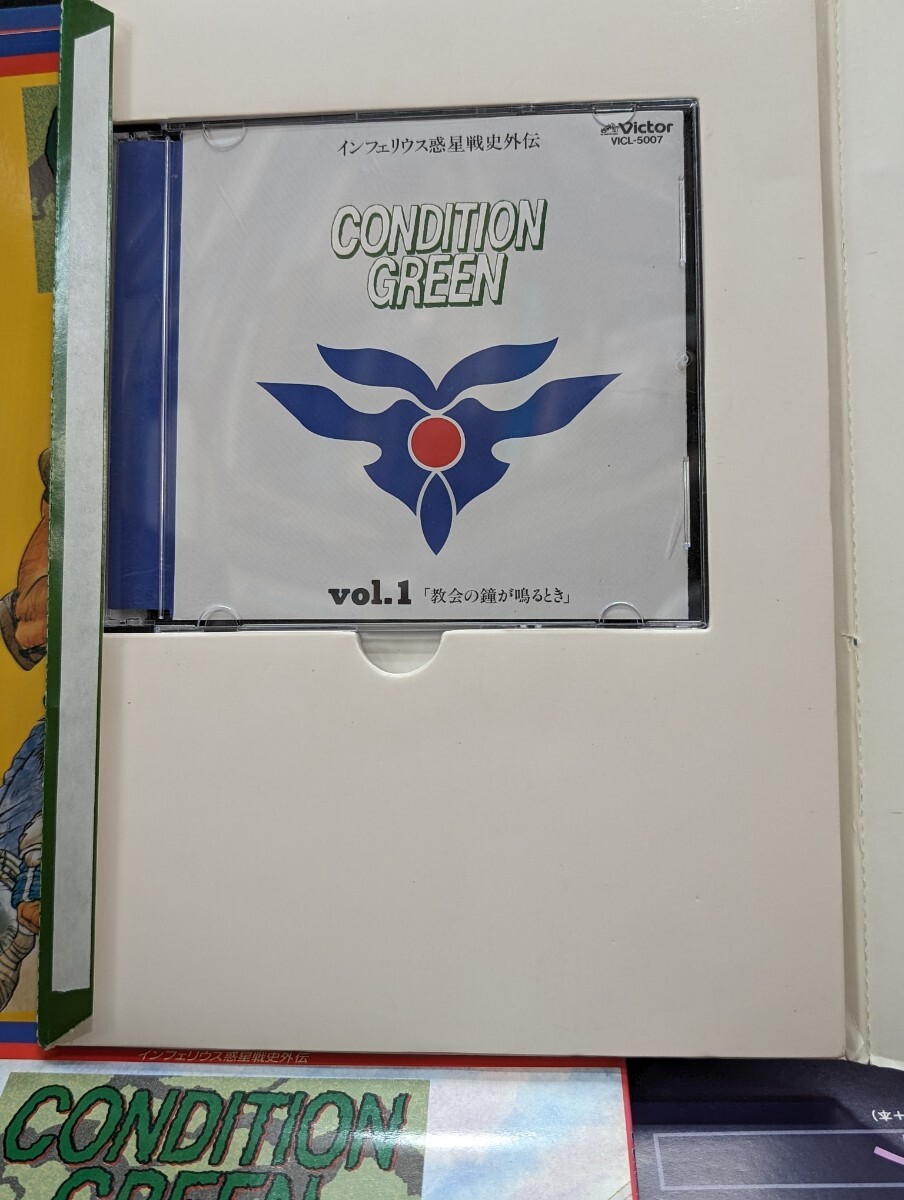 インフェリウス惑星戦史外伝
Victor
VICL-5007
CONDITION
GREEN
vol.1「教会の鐘が鳴るとき」
インフェリウス惑星戦史外伝
CONDITION
GREEN